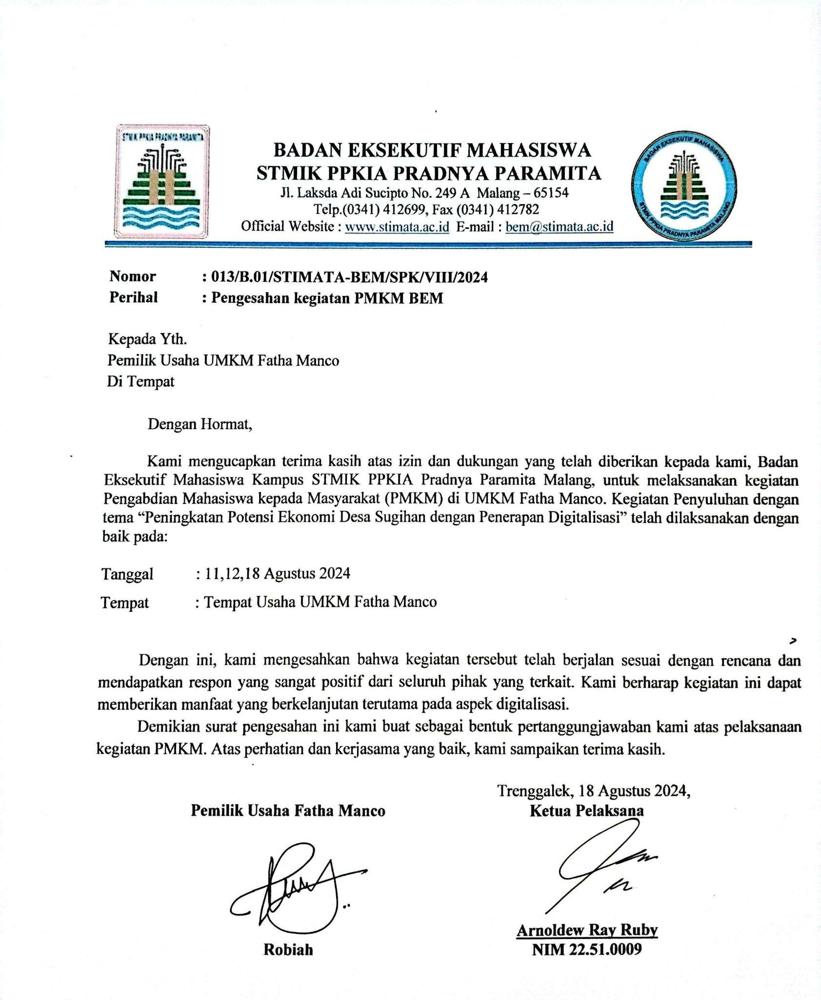 STMIK PPKIA PRADNYA PARAMITA
BADAN EKSEKUTIF MAHASISWA
STMIK PPKIA PRADNYA PARAMITA
Jl. Laksda Adi Sucipto No. 249 A Malang – 65154
Telp.(0341) 412699, Fax (0341) 412782
Official Website : www.stimata.ac.id E-mail : bem@stimata.ac.id
BADAN EKSEKUTIF MAHASISWA
STMIK PPKIA PRADNYA PARAMITA MALANG
Nomor : 013/B.01/STIMATA-BEM/SPK/VIII/2024
Perihal : Pengesahan kegiatan PMKM BEM
Kepada Yth.
Pemilik Usaha UMKM Fatha Manco
Di Tempat
Dengan Hormat,
Kami mengucapkan terima kasih atas izin dan dukungan yang telah diberikan kepada kami, Badan
Eksekutif Mahasiswa Kampus STMIK PPKIA Pradnya Paramita Malang, untuk melaksanakan kegiatan
Pengabdian Mahasiswa kepada Masyarakat (PMKM) di UMKM Fatha Manco. Kegiatan Penyuluhan dengan
tema “Peningkatan Potensi Ekonomi Desa Sugihan dengan Penerapan Digitalisasi” telah dilaksanakan dengan
baik pada:
Tanggal : 11,12,18 Agustus 2024
Tempat : Tempat Usaha UMKM Fatha Manco
Dengan ini, kami mengesahkan bahwa kegiatan tersebut telah berjalan sesuai dengan rencana dan
mendapatkan respon yang sangat positif dari seluruh pihak yang terkait. Kami berharap kegiatan ini dapat
memberikan manfaat yang berkelanjutan terutama pada aspek digitalisasi.
Demikian surat pengesahan ini kami buat sebagai bentuk pertanggungjawaban kami atas pelaksanaan
kegiatan PMKM. Atas perhatian dan kerjasama yang baik, kami sampaikan terima kasih.
Trenggalek, 18 Agustus 2024,
Pemilik Usaha Fatha Manco Ketua Pelaksana
Robiah
Arnoldew Ray Ruby
NIM 22.51.0009